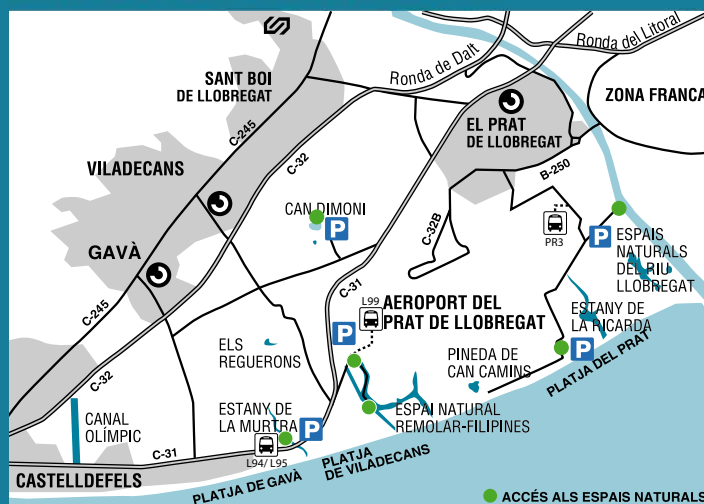 Ronda de Dalt
Ronda del Litoral
SANT BOI
DE LLOBREGAT
ZONA FRANCA
EL PRAT
DE LLOBREGAT
C-245
C-32
VILADECANS
B-250
CAN DIMONI
P
C-32B
PR3
P
ESPAIS
NATURALS
DEL RIU
LLOBREGAT
GAVÀ
C-31
L99
AEROPORT DEL
PRAT DE LLOBREGAT
C-245
P
ESTANY DE
LA RICARDA
P
ELS
REGUERONS
PINEDA DE
CAN CAMINS
PLATJA DEL PRAT
C-32
CANAL
OLÍMPIC
ESTANY DE
LA MURTRA
P
ESPAI NATURAL
REMOLAR-FILIPINES
C-31
L94/ L95
PLATJA
DE VILADECANS
CASTELLDEFELS
PLATJA DE GAVÀ
ACCÉS ALS ESPAIS NATURALS